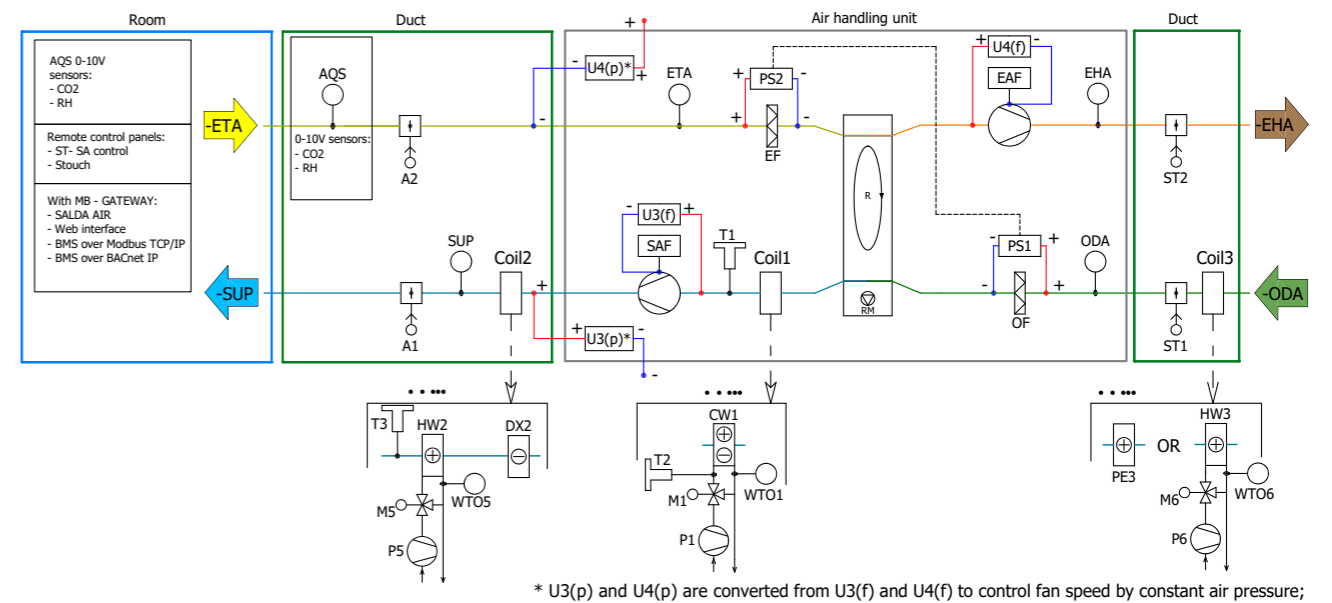 Room
Duct
Air handling unit
Duct
AQS 0-10V
sensors:
- CO2
- RH
Remote control panels:
- ST- SA control
- Stouch
With MB - GATEWAY:
- SALDA AIR
- Web interface
- BMS over Modbus TCP/IP
- BMS over BACnet IP
-ETA
-SUP
AQS
0-10V sensors:
- CO2
- RH
A2
SUP
Coil2
A1
+
-
U4(p)*
+
-
ETA
+
PS2
-
+
-
EF
+
U4(f)
-
EAF
EHA
ST2
-EHA
-
U3(f)
+
SAF
T1
Coil1
R
RM
-
PS1
+
-
+
OF
ODA
Coil3
ST1
-ODA
+
+
U3(p)*
-
-
T3
HW2
DX2
M5
WTO5
P5
CW1
T2
M1
WTO1
P1
PE3
OR
HW3
M6
WTO6
P6
* U3(p) and U4(p) are converted from U3(f) and U4(f) to control fan speed by constant air pressure;